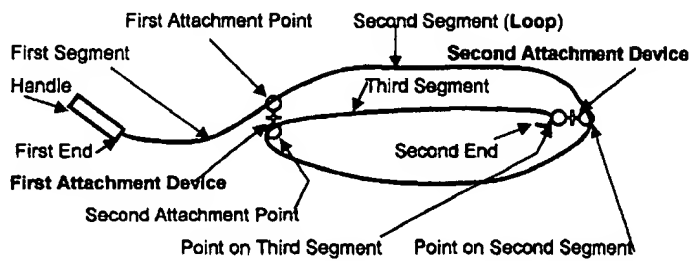 First Attachment Point
Second Segment (Loop)
First Segment
Second Attachment Device
Handle
Third Segment
First End
Second End
First Attachment Device
Second Attachment Point
Point on Third Segment
Point on Second Segment